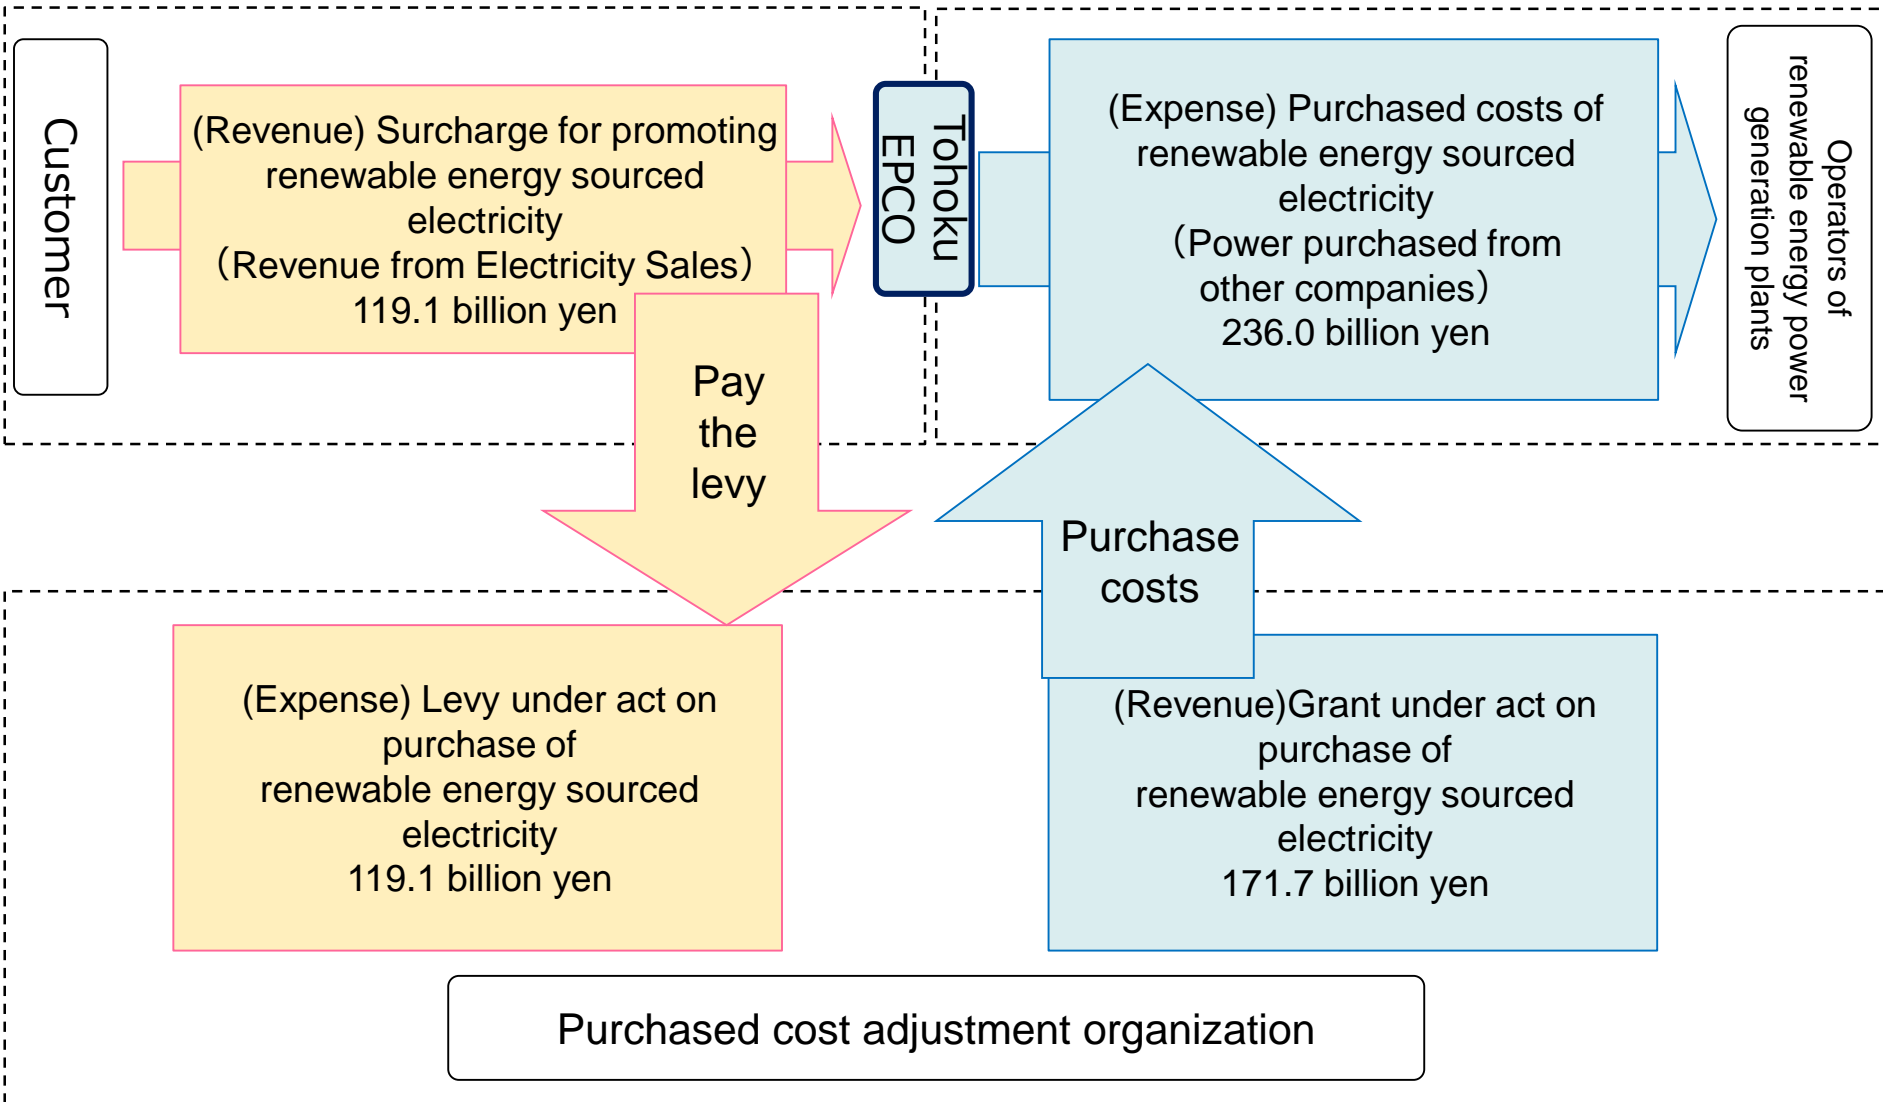 Customer
(Revenue) Surcharge for promoting
renewable energy sourced
electricity
（Revenue from Electricity Sales）
119.1 billion yen
Tohoku
EPCO
(Expense) Purchased costs of
renewable energy sourced
electricity
（Power purchased from
other companies）
236.0 billion yen
Operators of
renewable energy power
generation plants
Pay
the
levy
Purchase
costs
(Expense) Levy under act on
purchase of
renewable energy sourced
electricity
119.1 billion yen
(Revenue)Grant under act on
purchase of
renewable energy sourced
electricity
171.7 billion yen
Purchased cost adjustment organization